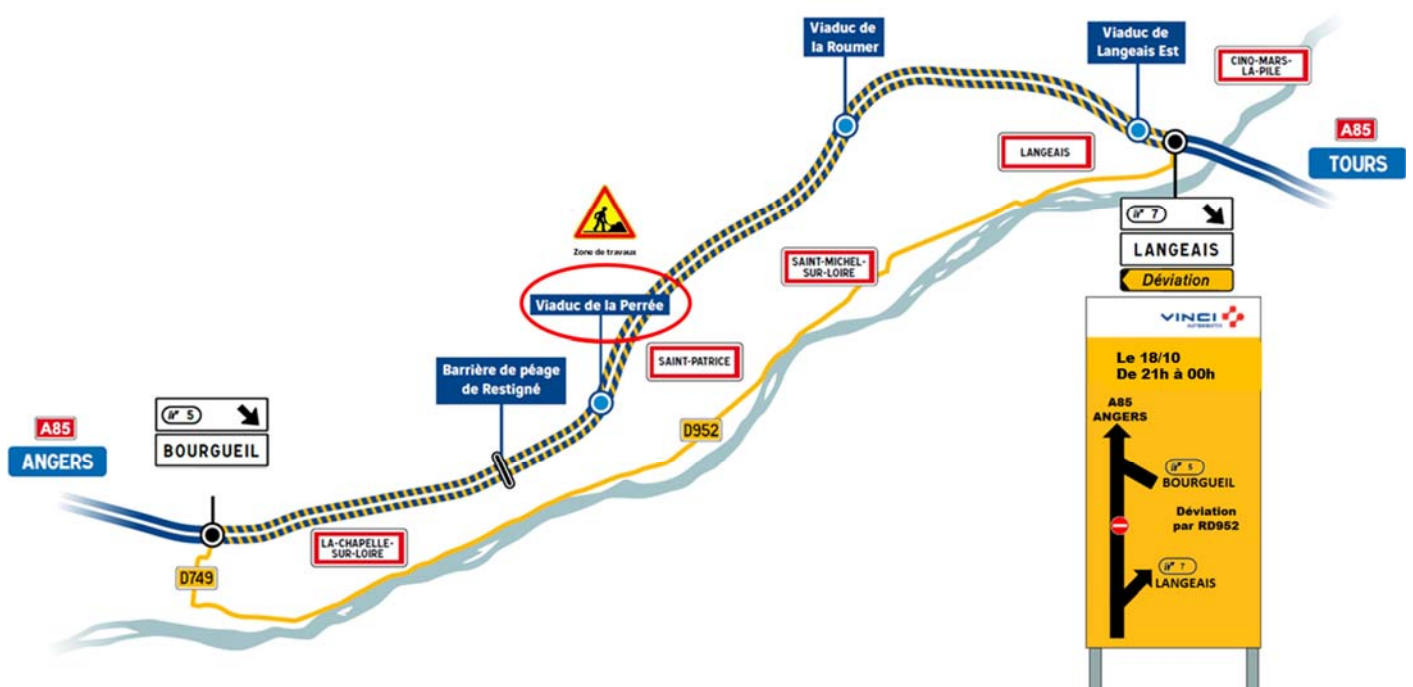 Viaduc de
la Roumer
Viaduc de
Langeais Est
CINQ-MARS-
LA-PILE
A85
TOURS
LANGEAIS
7
LANGEAIS
Déviation
Zone de travaux
SAINT-MICHEL-
SUR-LOIRE
Viaduc de la Perrée
SAINT-PATRICE
Barrière de péage
de Restigné
D952
5
BOURGUEIL
A85
ANGERS
LA-CHAPELLE-
SUR-LOIRE
D749
VINCI
AUTOROUTES
Le 18/10
De 21h à 00h
A85
ANGERS
5
BOURGUEIL
Déviation
par RD952
7
LANGEAIS